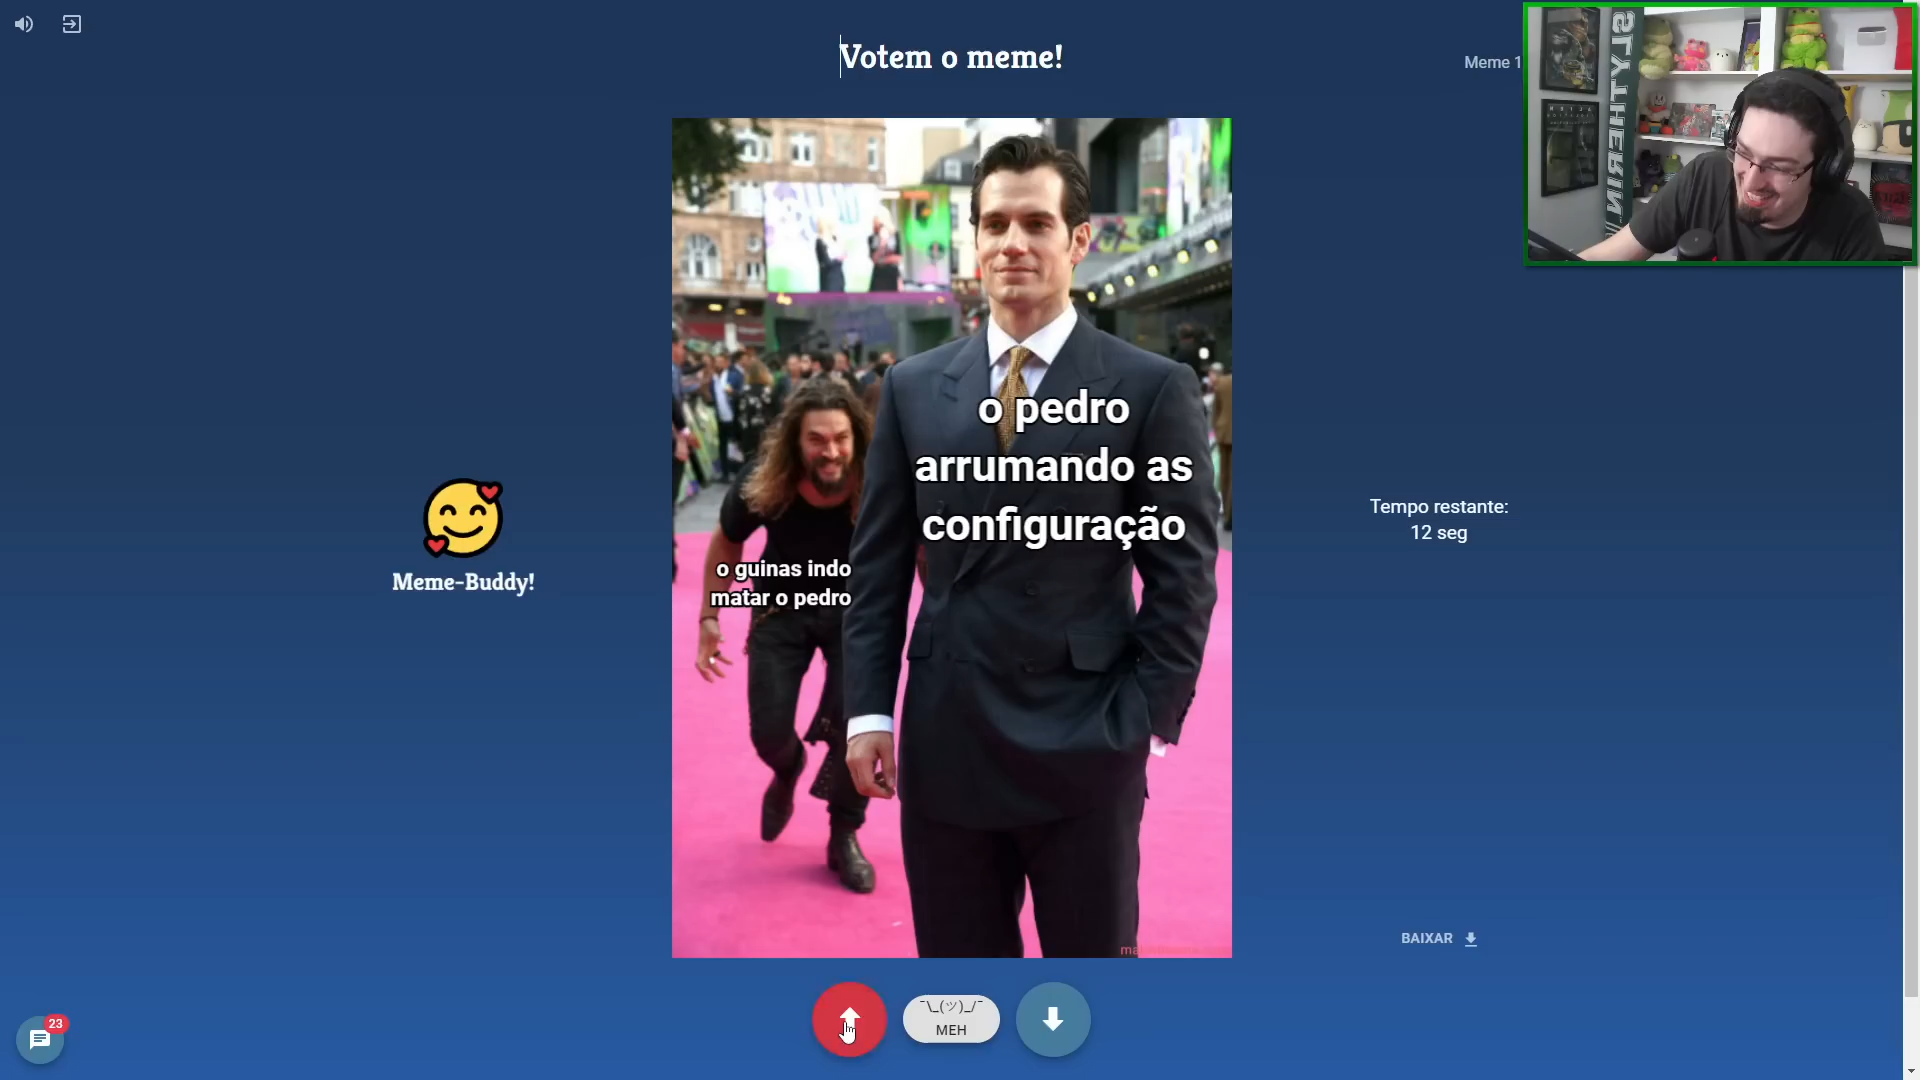 Votem o meme!
Meme 1
SLYTHERIN
o pedro
arrumando as
configuração
o guinas indo
matar o pedro
Meme-Buddy!
Tempo restante:
12 seg
BAIXAR
23
¯\_(ツ)_/¯
MEH